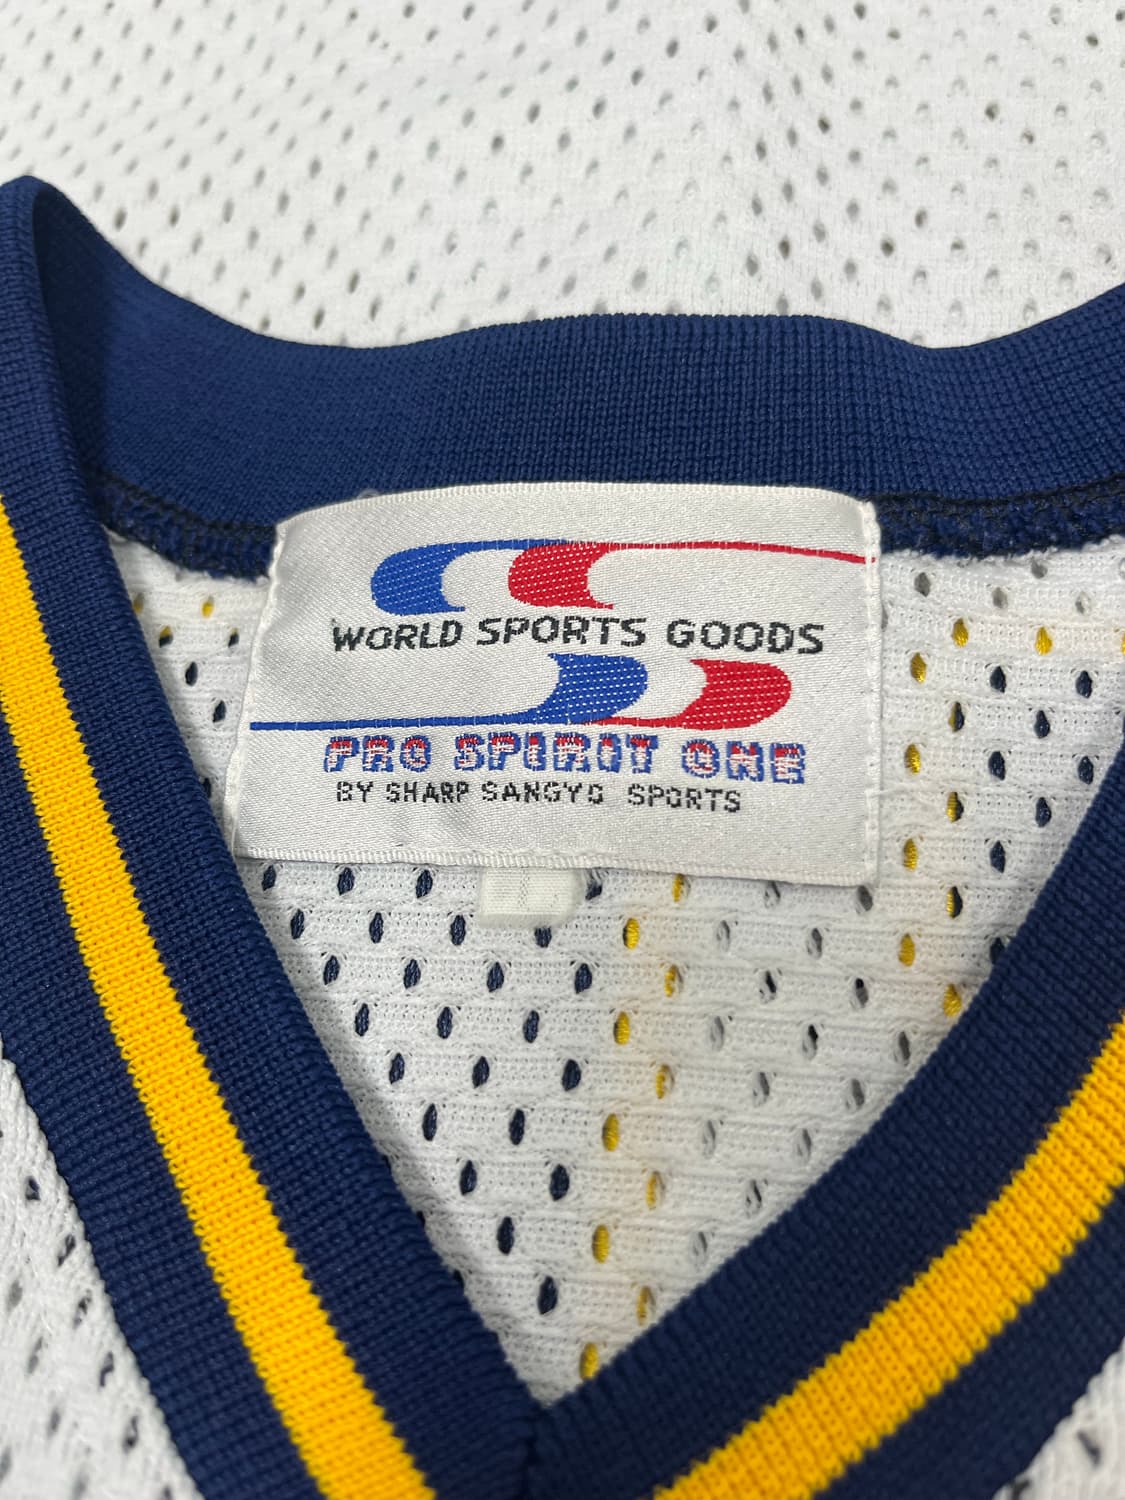 WORLD SPORTS GOODS
PRO SPIRIT ONE
BY SHARP SANGYO SPORTS